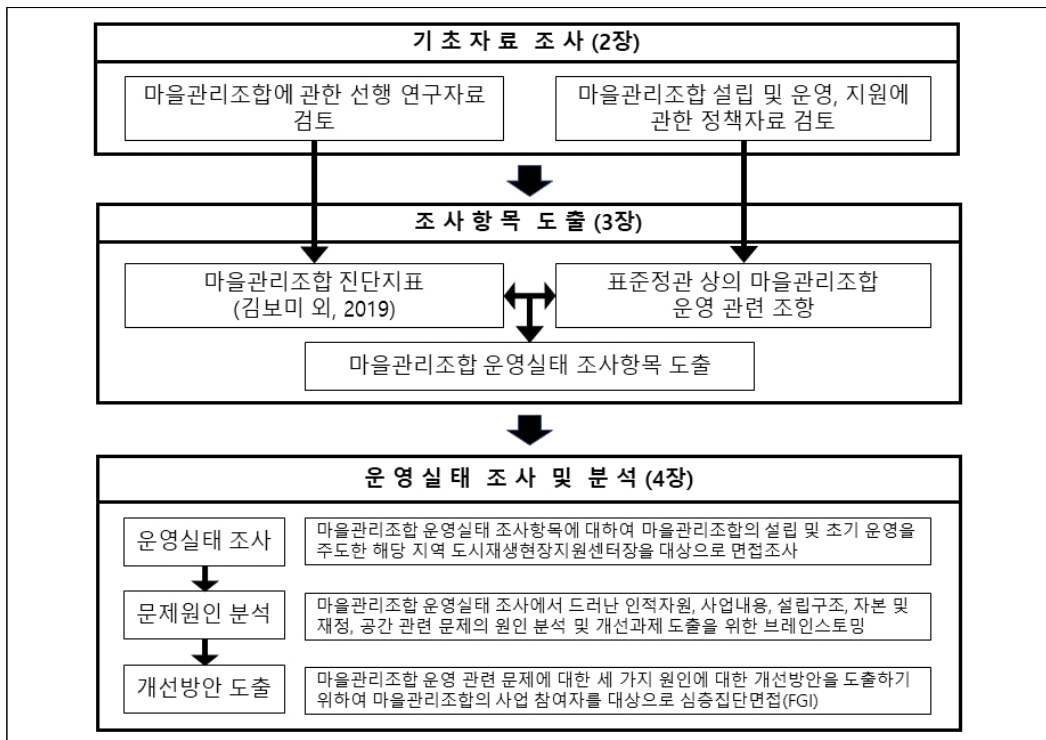 기 초 자 료 조 사 (2장)
마을관리조합에 관한 선행 연구자료
검토
마을관리조합 설립 및 운영, 지원에
관한 정책자료 검토
조 사 항 목 도 출 (3장)
마을관리조합 진단지표
(김보미 외, 2019)
표준정관 상의 마을관리조합
운영 관련 조항
마을관리조합 운영실태 조사항목 도출
운 영 실 태 조 사 및 분 석 (4장)
운영실태 조사
마을관리조합 운영실태 조사항목에 대하여 마을관리조합의 설립 및 초기 운영을
주도한 해당 지역 도시재생현장지원센터장을 대상으로 면접조사
문제원인 분석
마을관리조합 운영실태 조사에서 드러난 인적자원, 사업내용, 설립구조, 자본 및
재정, 공간 관련 문제의 원인 분석 및 개선과제 도출을 위한 브레인스토밍
개선방안 도출
마을관리조합 운영 관련 문제에 대한 세 가지 원인에 대한 개선방안을 도출하기
위하여 마을관리조합의 사업 참여자를 대상으로 심층집단면접(FGI)